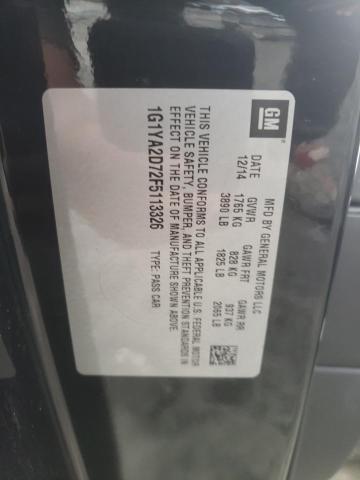 GM
MFD BY GENERAL MOTORS LLC
DATE GVWR GAWR FRT GAWR RR
12/14 1765 KG 828 KG 937 KG
3890 LB 1825 LB 2065 LB
THIS VEHICLE CONFORMS TO ALL APPLICABLE U.S. FEDERAL MOTOR
VEHICLE SAFETY, BUMPER, AND THEFT PREVENTION STANDARDS IN
EFFECT ON THE DATE OF MANUFACTURE SHOWN ABOVE.
1G1YA2D72F5113326 TYPE: PASS CAR